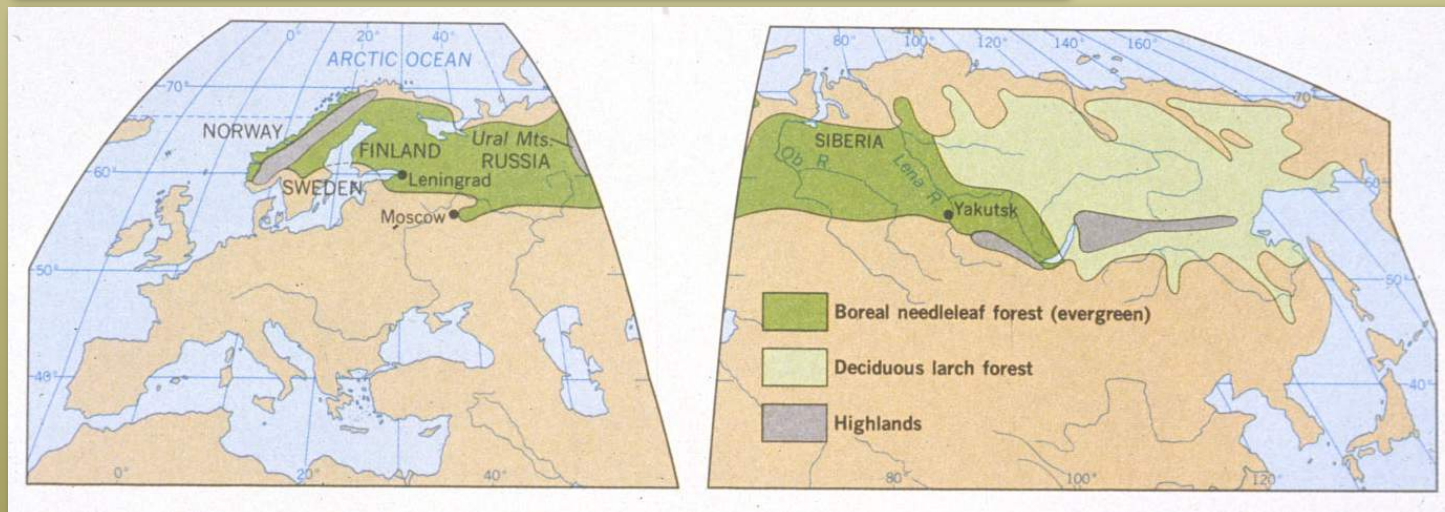 0° 20° 30° 40°
ARCTIC OCEAN
70°
NORWAY
FINLAND
Ural Mts.
RUSSIA
60°
SWEDEN
Leningrad
Moscow
50°
40°
0° 20° 40°
80° 100° 120° 140° 160°
70°
SIBERIA
Ob. R
Lena. R
Yakutsk
60°
50°
40°
Boreal needleleaf forest (evergreen)
Deciduous larch forest
Highlands
80° 100° 120°